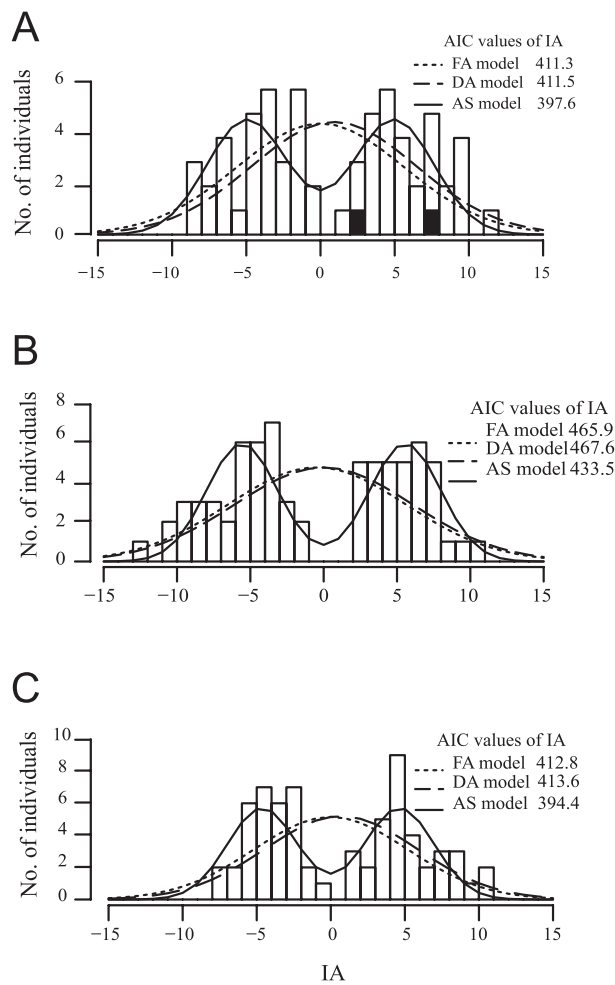 A
AIC values of IA
FA model 411.3
DA model 411.5
AS model 397.6
No. of individuals
6
4
2
0
−15 −10 −5 0 5 10 15
B
AIC values of IA
FA model 465.9
DA model 467.6
AS model 433.5
No. of individuals
8
6
4
2
0
−15 −10 −5 0 5 10 15
C
AIC values of IA
FA model 412.8
DA model 413.6
AS model 394.4
No. of individuals
10
8
6
4
2
0
−15 −10 −5 0 5 10 15
IA